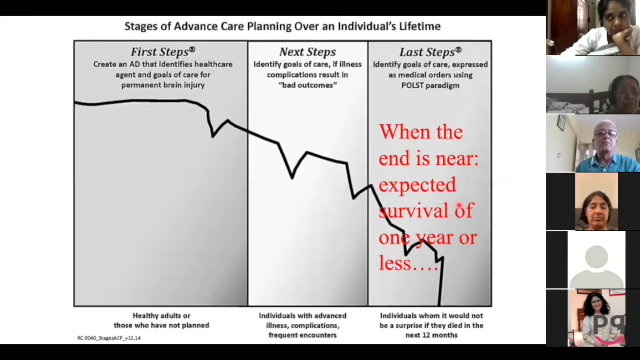 Stages of Advance Care Planning Over an Individual's Lifetime
First Steps®
Create an AD that identifies healthcare
agent and goals of care for
permanent brain injury
Next Steps
Identify goals of care, if illness
complications result in
"bad outcomes"
Last Steps®
Identify goals of care, expressed
as medical orders using
POLST paradigm
When the
end is near:
expected
survival of
one year or
less….
Healthy adults or
those who have not planned
Individuals with advanced
illness, complications,
frequent encounters
Individuals whom it would not
be a surprise if they died in the
next 12 months
RC 0040_StagesACP_v12.14